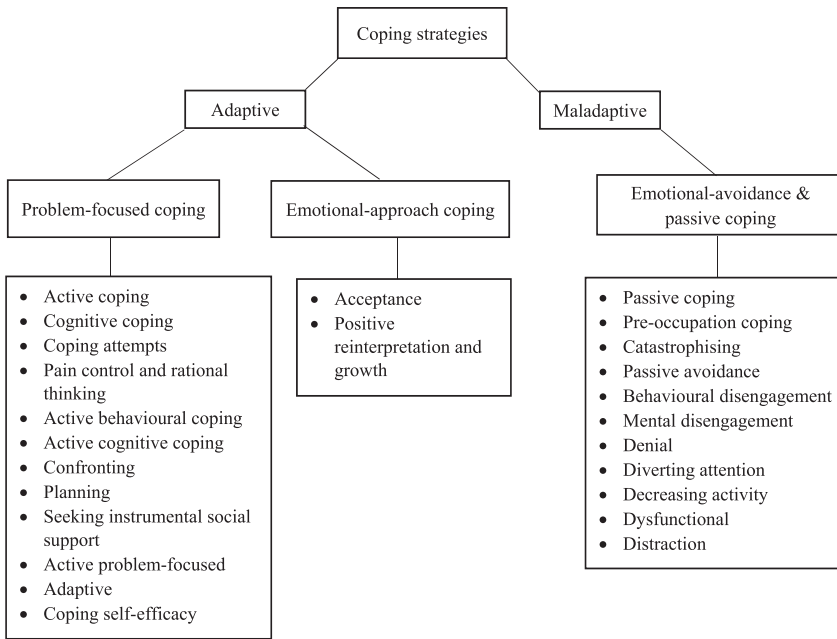 Coping strategies
Adaptive
Maladaptive
Problem-focused coping
Emotional-approach coping
Emotional-avoidance &
passive coping
• Active coping
• Cognitive coping
• Coping attempts
• Pain control and rational
thinking
• Active behavioural coping
• Active cognitive coping
• Confronting
• Planning
• Seeking instrumental social
support
• Active problem-focused
• Adaptive
• Coping self-efficacy
• Acceptance
• Positive
reinterpretation and
growth
• Passive coping
• Pre-occupation coping
• Catastrophising
• Passive avoidance
• Behavioural disengagement
• Mental disengagement
• Denial
• Diverting attention
• Decreasing activity
• Dysfunctional
• Distraction